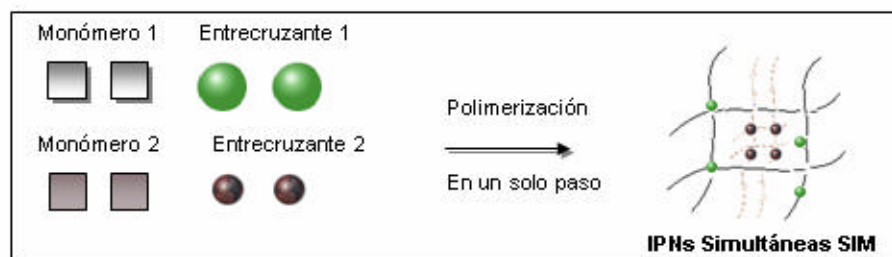 Monómero 1
Entrecruzante 1
Monómero 2
Entrecruzante 2
Polimerización
En un solo paso
IPNs Simultáneas SIM